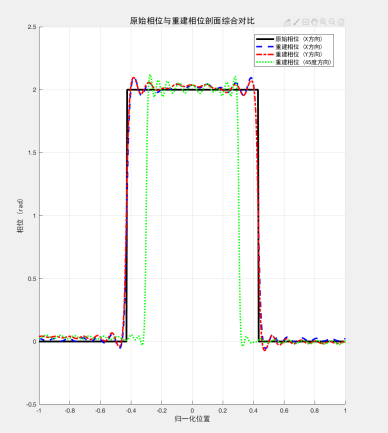 原始相位与重建相位剖面综合对比
原始相位（X方向）
重建相位（X方向）
重建相位（Y方向）
重建相位（45度方向）
2.5
2
1.5
1
0.5
0
-0.5
相位（rad）
-1
-0.8
-0.6
-0.4
-0.2
0
0.2
0.4
0.6
0.8
1
归一化位置